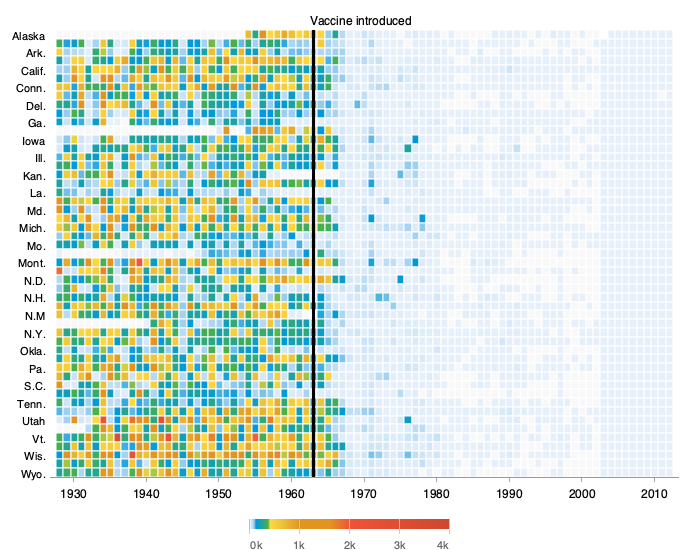 Vaccine introduced
Alaska
Ark.
Calif.
Conn.
Del.
Ga.
Iowa
Ill.
Kan.
La.
Md.
Mich.
Mo.
Mont.
N.D.
N.H.
N.M
N.Y.
Okla.
Pa.
S.C.
Tenn.
Utah
Vt.
Wis.
Wyo.
1930 1940 1950 1960 1970 1980 1990 2000 2010
0k 1k 2k 3k 4k